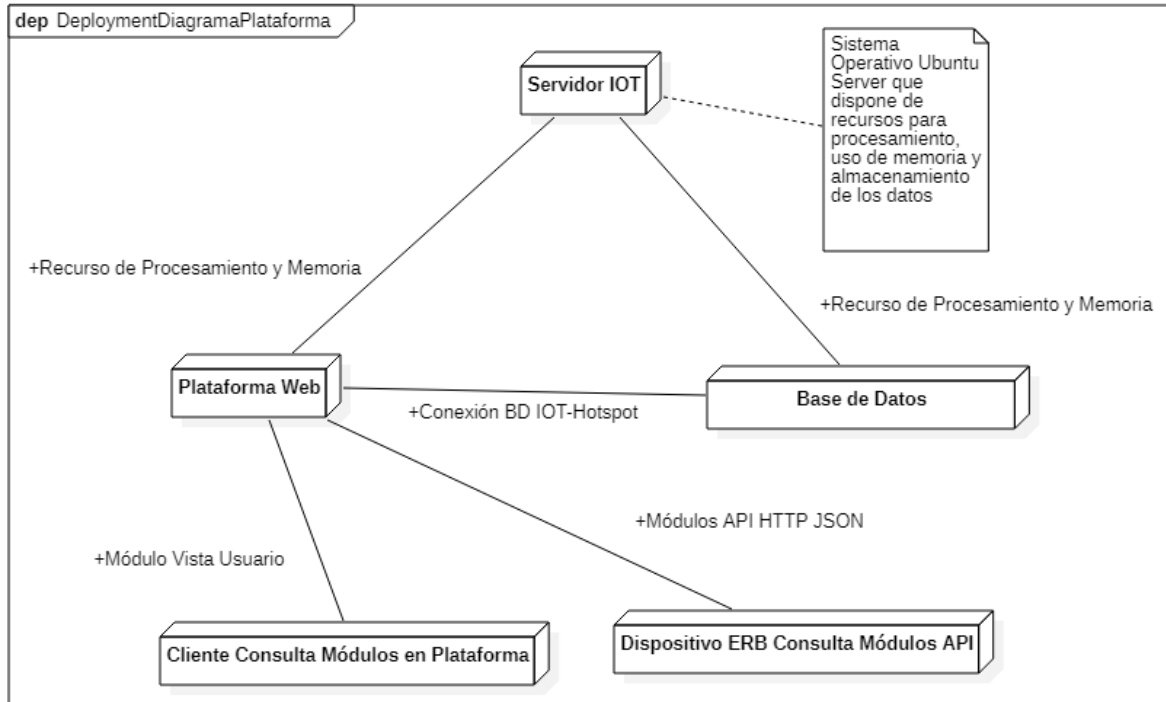 dep DeploymentDiagramaPlataforma
Servidor IOT
Sistema
Operativo Ubuntu
Server que
dispone de
recursos para
procesamiento,
uso de memoria y
almacenamiento
de los datos
+Recurso de Procesamiento y Memoria
+Recurso de Procesamiento y Memoria
Plataforma Web
+Conexión BD IOT-Hotspot
Base de Datos
+Módulos API HTTP JSON
+Módulo Vista Usuario
Cliente Consulta Módulos en Plataforma
Dispositivo ERB Consulta Módulos API